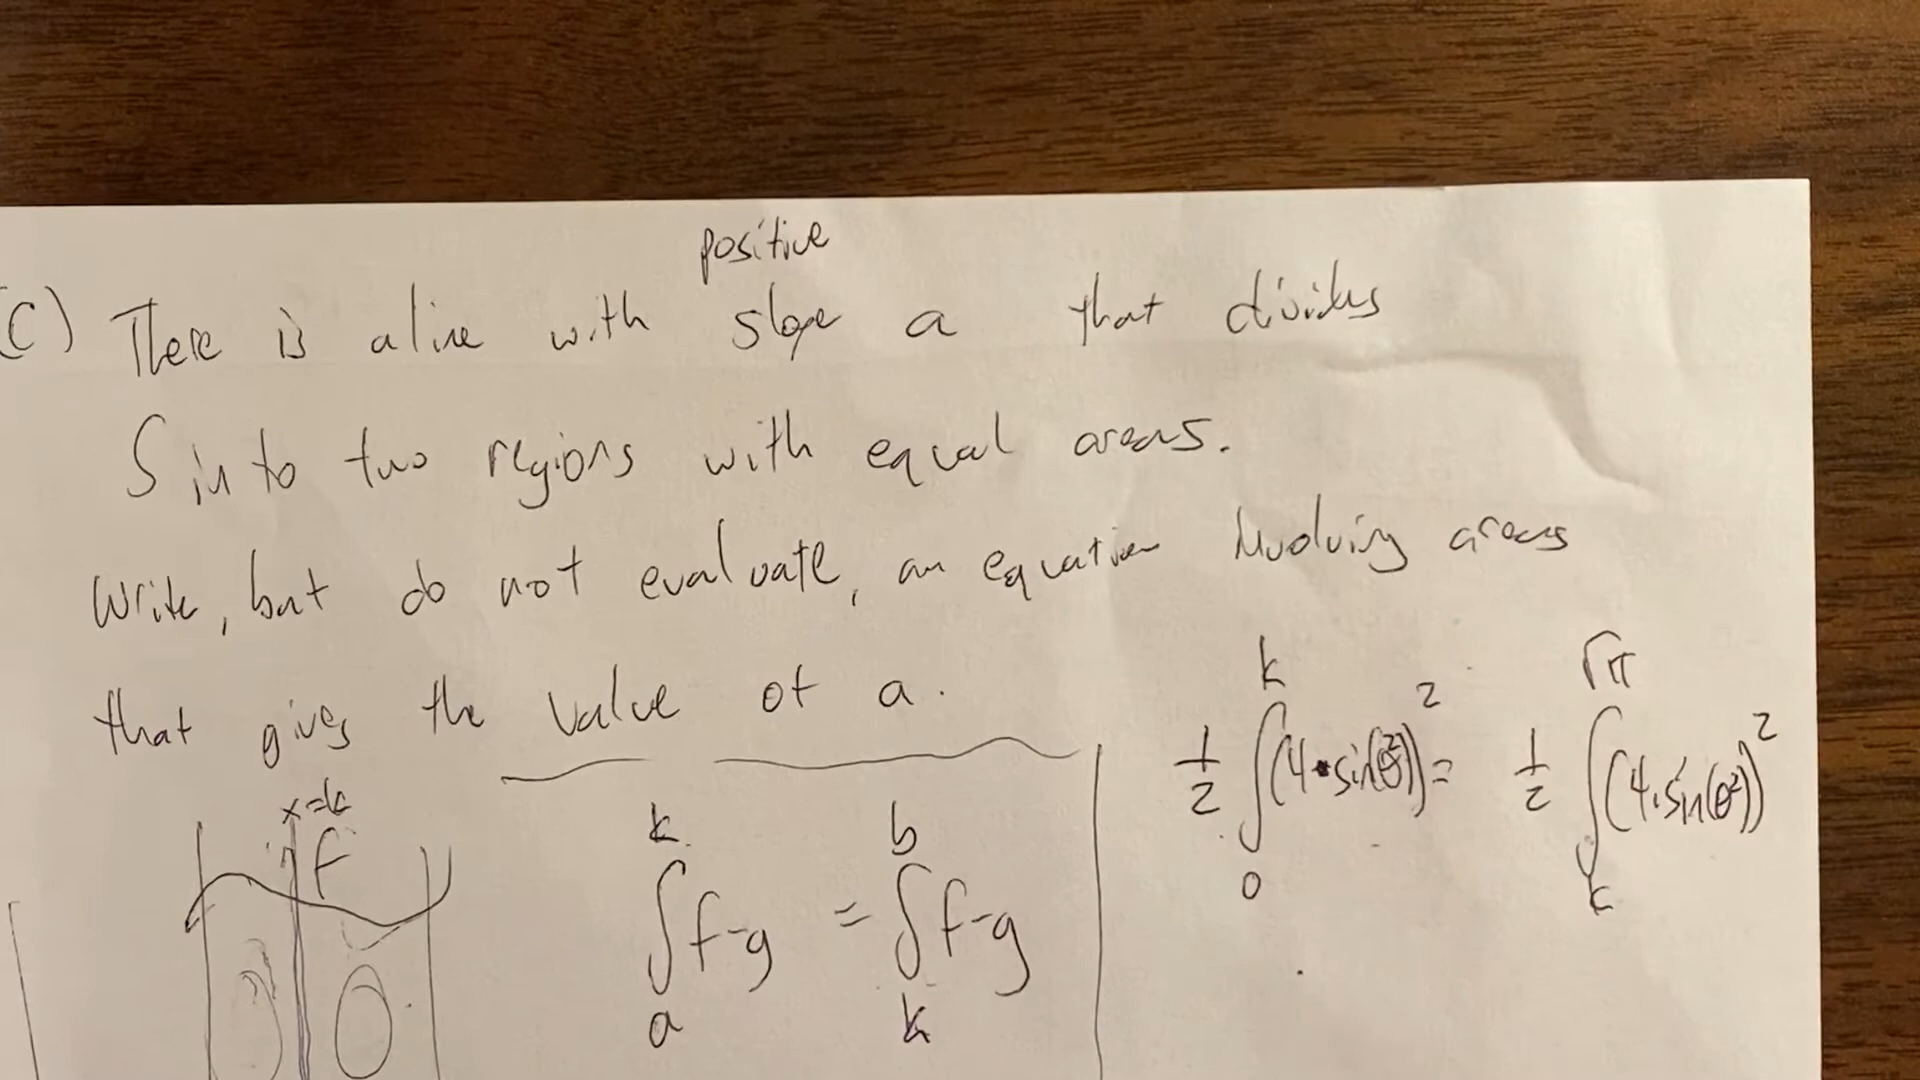 (C) There is a line with positive slope a that divides
S into two regions with equal areas.
Write, but do not evaluate, an equation involving areas
that gives the value of a.
x=k
f
∫_a^k f-g = ∫_k^b f-g
1/2 ∫_0^k (4·sin(θ²))² = 1/2 ∫_k^√π (4·sin(θ²))²